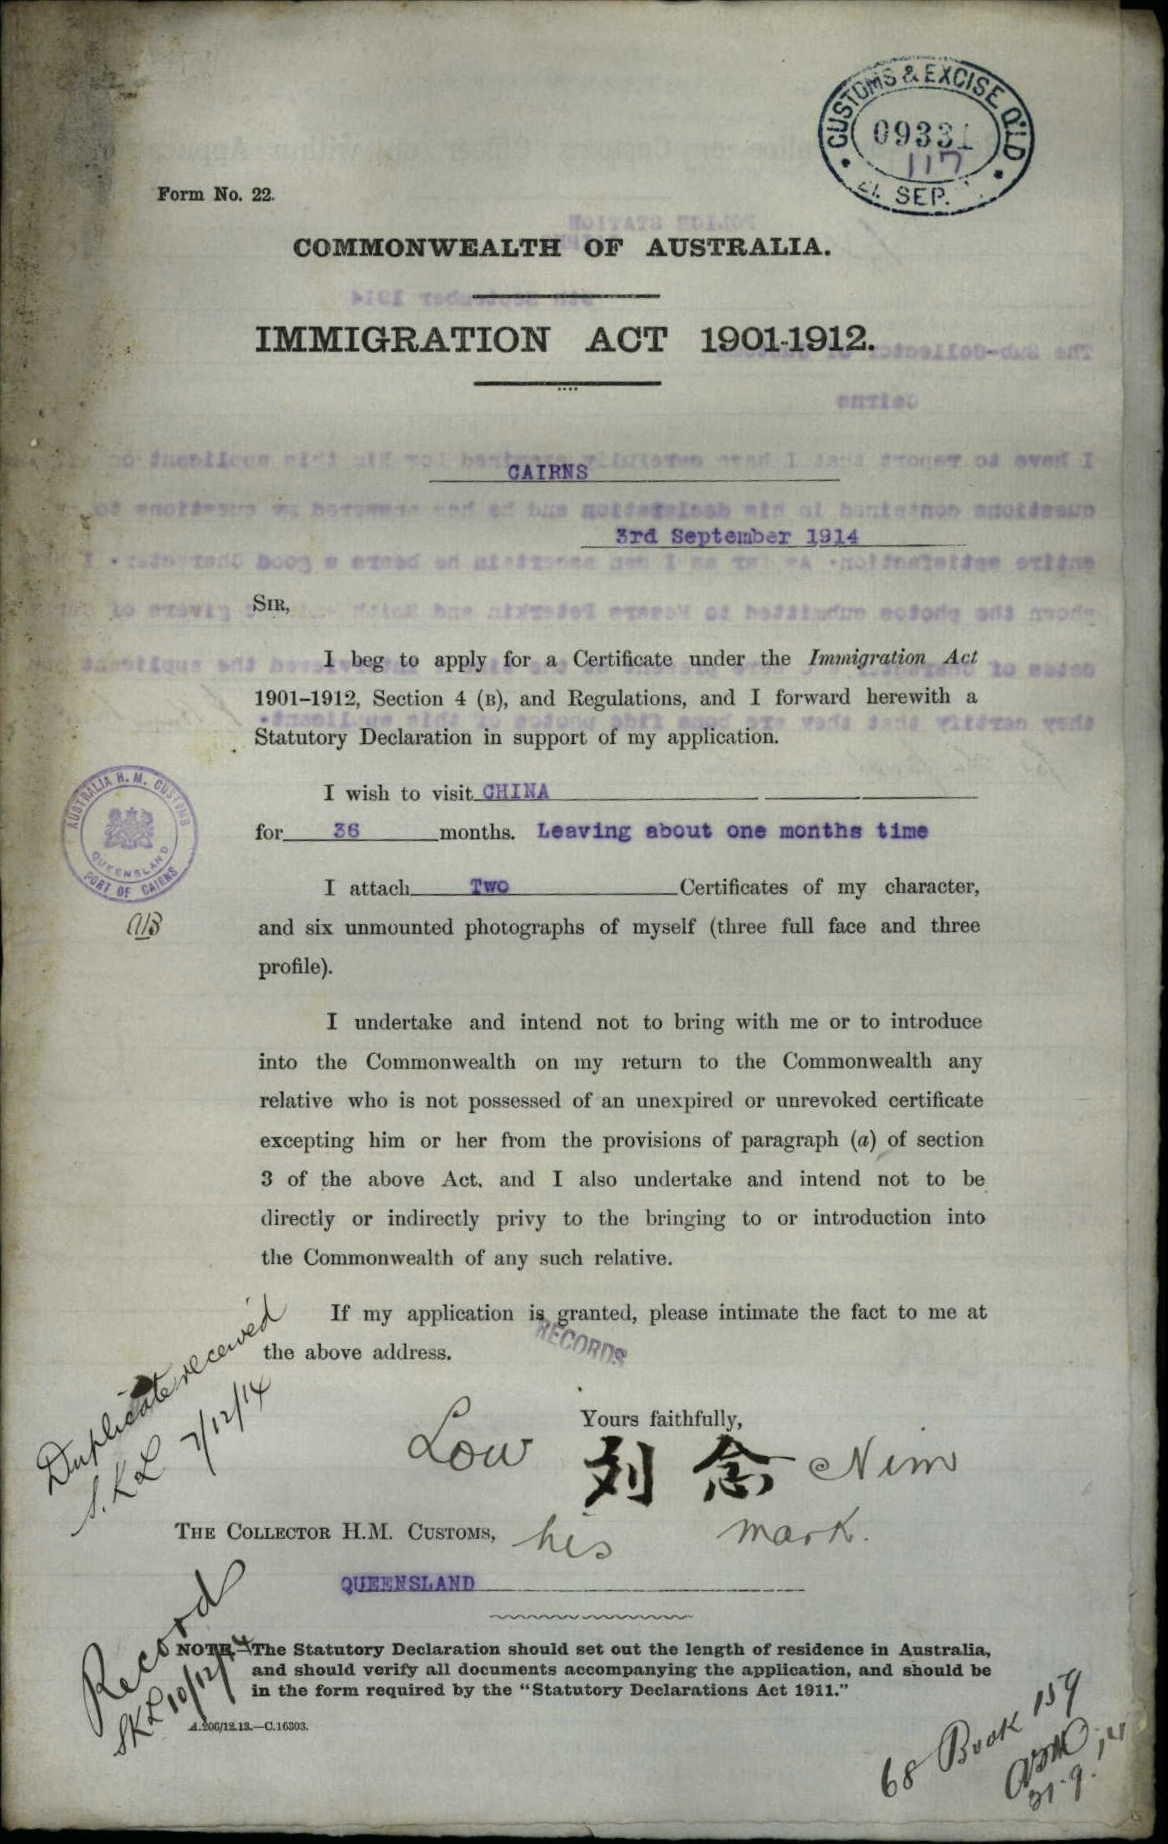 CUSTOMS & EXCISE Q'LD
09331
117
21. SEP.
Form No. 22.
COMMONWEALTH OF AUSTRALIA.
IMMIGRATION ACT 1901-1912.
CAIRNS
3rd September 1914
SIR,
I beg to apply for a Certificate under the Immigration Act
1901–1912, Section 4 (B), and Regulations, and I forward herewith a
Statutory Declaration in support of my application.
I wish to visit CHINA
for 36 months. Leaving about one months time
AUSTRALIA H. M. CUSTOMS
QUEENSLAND
PORT OF CAIRNS
I attach Two Certificates of my character,
and six unmounted photographs of myself (three full face and three
profile).
I undertake and intend not to bring with me or to introduce
into the Commonwealth on my return to the Commonwealth any
relative who is not possessed of an unexpired or unrevoked certificate
excepting him or her from the provisions of paragraph (a) of section
3 of the above Act, and I also undertake and intend not to be
directly or indirectly privy to the bringing to or introduction into
the Commonwealth of any such relative.
If my application is granted, please intimate the fact to me at
the above address.
RECORDS
Duplicate received
S.K.L 7/12/14
Yours faithfully,
Low 刘念 Nim
his mark.
THE COLLECTOR H.M. CUSTOMS,
QUEENSLAND
Record
SKL 10/12/14
NOTE.—The Statutory Declaration should set out the length of residence in Australia,
and should verify all documents accompanying the application, and should be
in the form required by the “Statutory Declarations Act 1911.”
A.206/12.13.—C.16303.
68 Book 159
21.9.14